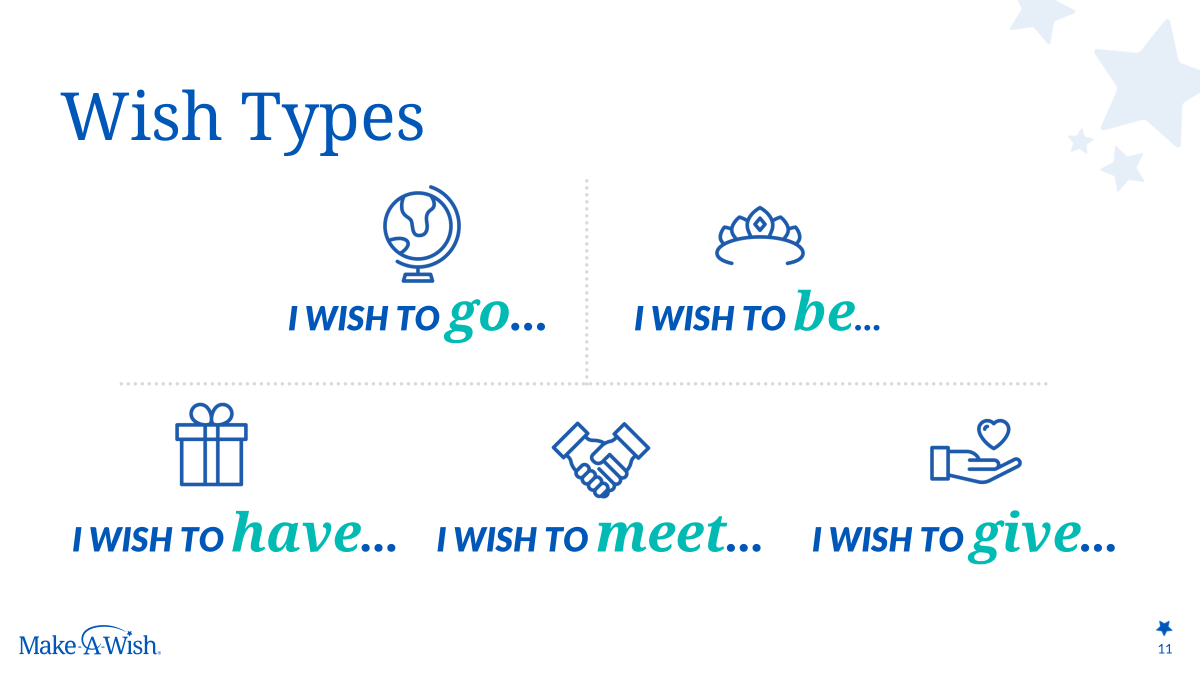 Wish Types
I WISH TO go...
I WISH TO be...
I WISH TO have...
I WISH TO meet...
I WISH TO give...
Make-A-Wish®
11